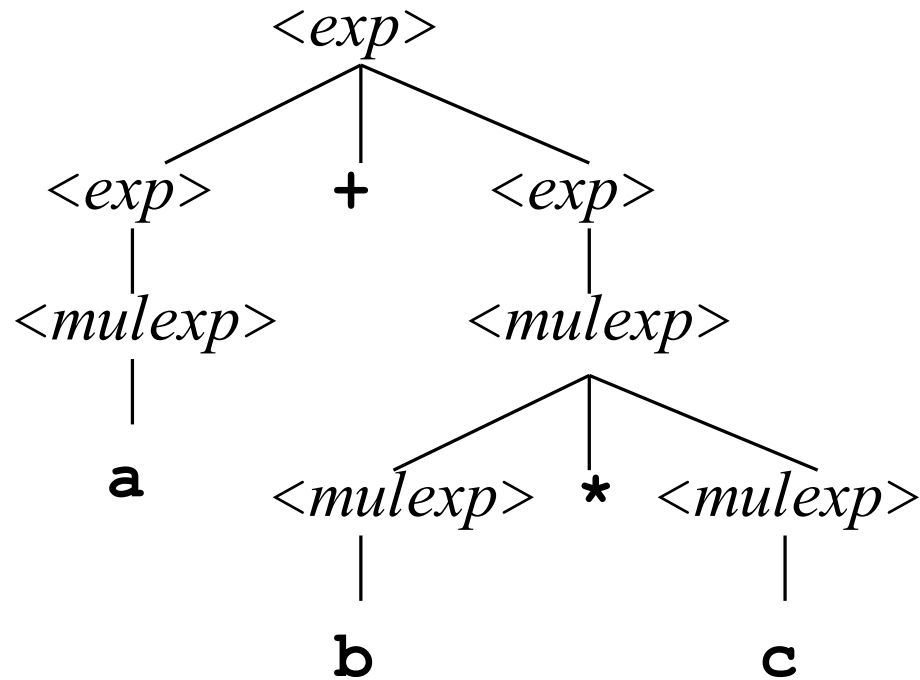 <exp>
<exp> + <exp>
<mulexp> <mulexp>
a <mulexp> * <mulexp>
b c